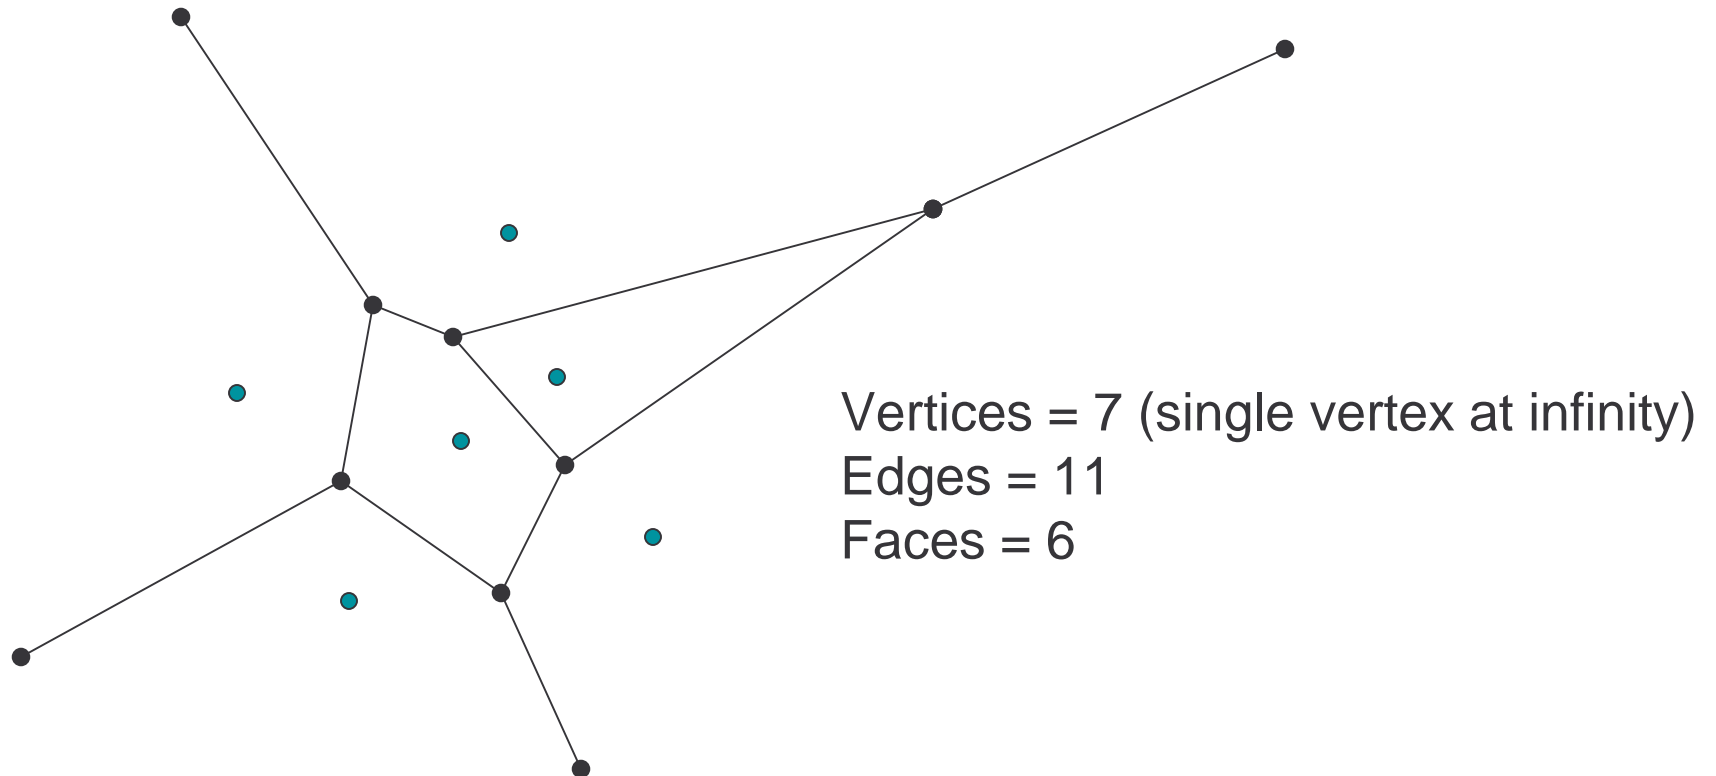 Vertices = 7 (single vertex at infinity)
Edges = 11
Faces = 6